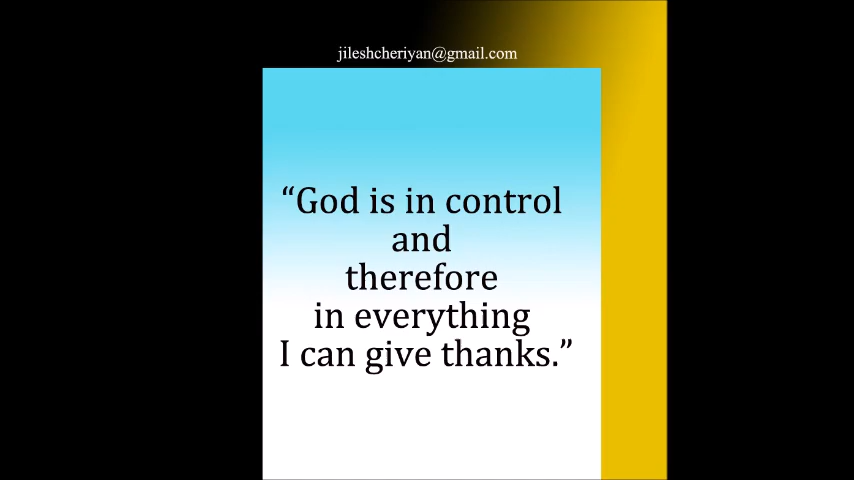 jileshcheriyan@gmail.com
“God is in control
and
therefore
in everything
I can give thanks.”